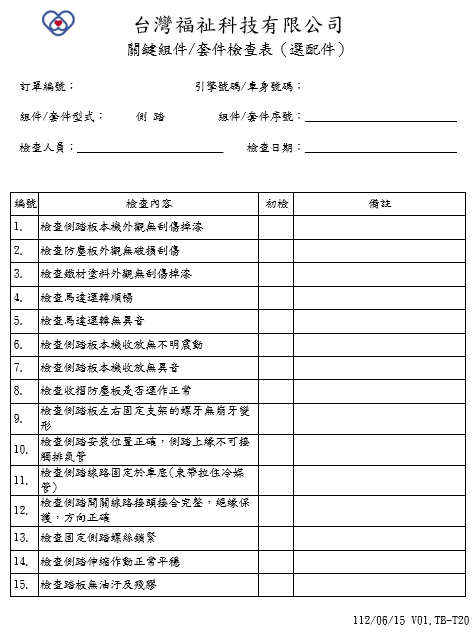 台灣福祉科技有限公司
關鍵組件/套件檢查表(選配件)
訂單編號： 引擎號碼/車身號碼：
組件/套件型式： 側 踏 組件/套件序號：
檢查人員： 檢查日期：
編號 檢查內容 初檢 備註
1. 檢查側踏板本機外觀無刮傷掉漆
2. 檢查防塵板外觀無破損刮傷
3. 檢查鐵材塗料外觀無刮傷掉漆
4. 檢查馬達運轉順暢
5. 檢查馬達運轉無異音
6. 檢查側踏板本機收放無不明震動
7. 檢查側踏板本機收放無異音
8. 檢查收摺防塵板是否運作正常
9. 檢查側踏板左右固定支架的螺牙無崩牙變
形
10. 檢查側踏安裝位置正確，側踏上緣不可接
觸排氣管
11. 檢查側踏線路固定於車底(束帶拉住冷媒
管)
12. 檢查側踏開關線路接頭接合完整，絕緣保
護，方向正確
13. 檢查固定側踏螺絲鎖緊
14. 檢查側踏伸縮作動正常平穩
15. 檢查踏板無油汙及殘膠
112/06/15 V01.TB-T20